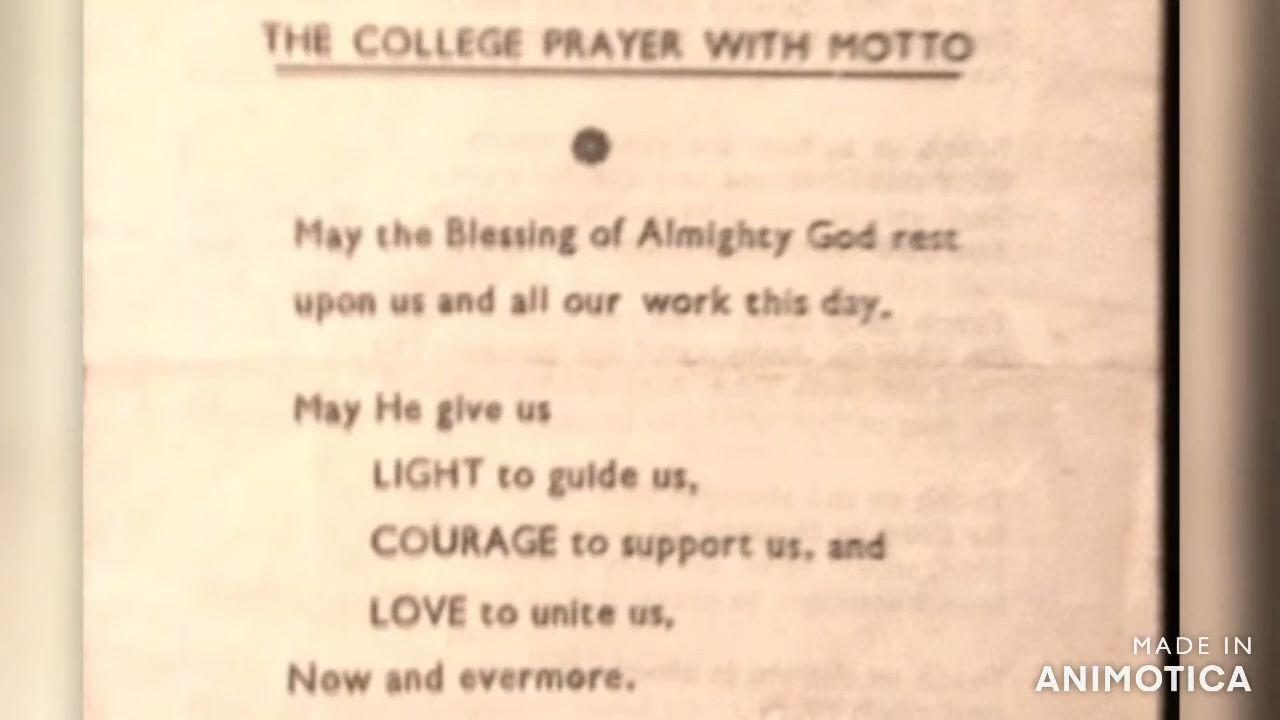 THE COLLEGE PRAYER WITH MOTTO
May the Blessing of Almighty God rest
upon us and all our work this day.
May He give us
LIGHT to guide us,
COURAGE to support us, and
LOVE to unite us,
Now and evermore.
MADE IN
ANIMOTICA